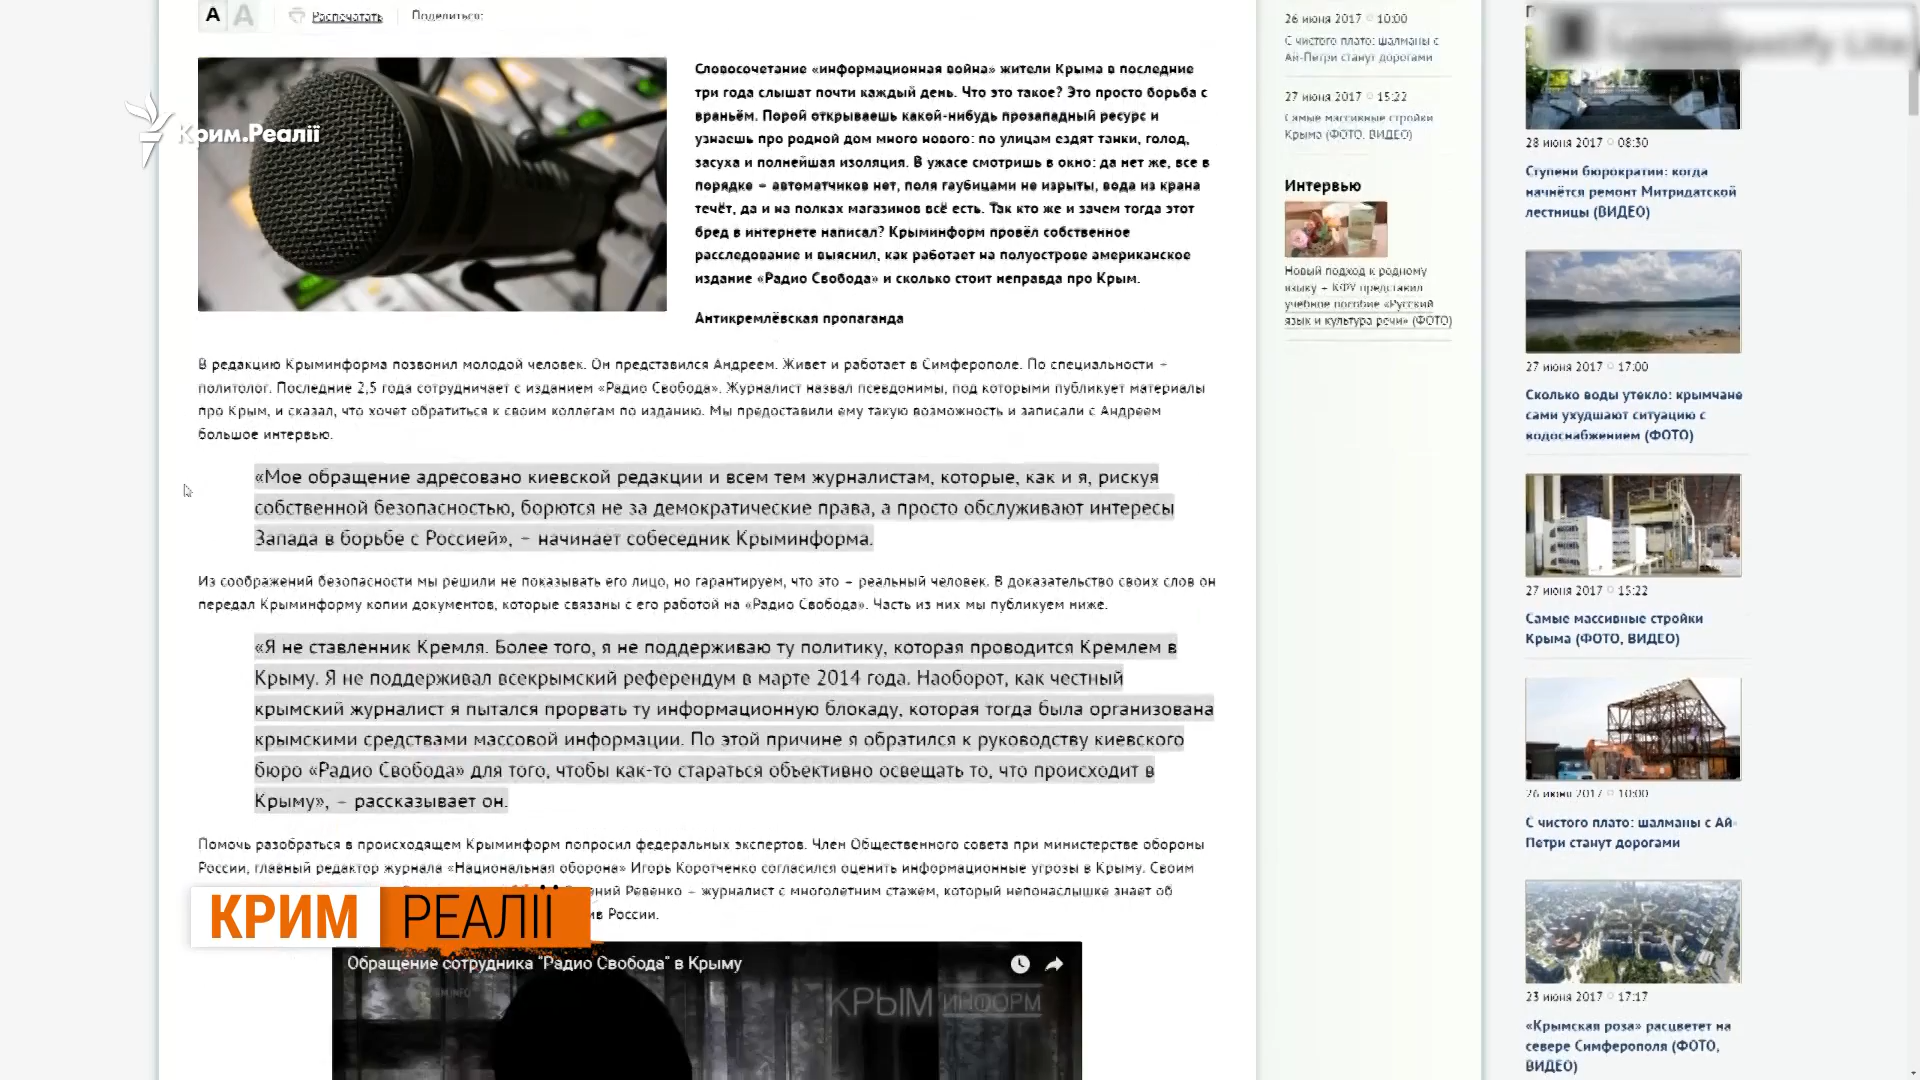 А А Распечатать Поделиться:
Словосочетание «информационная война» жители Крыма в последние
три года слышат почти каждый день. Что это такое? Это просто борьба с
враньём. Порой открываешь какой-нибудь прозападный ресурс и
узнаешь про родной дом много нового: по улицам ездят танки, голод,
засуха и полнейшая изоляция. В ужасе смотришь в окно: да нет же, все в
порядке – автоматчиков нет, поля гаубицами не изрыты, вода из крана
течёт, да и на полках магазинов всё есть. Так кто же и зачем тогда этот
бред в интернете написал? Крыминформ провёл собственное
расследование и выяснил, как работает на полуострове американское
издание «Радио Свобода» и сколько стоит неправда про Крым.
Антикремлёвская пропаганда
Крим.Реалії
В редакцию Крыминформа позвонил молодой человек. Он представился Андреем. Живет и работает в Симферополе. По специальности –
политолог. Последние 2,5 года сотрудничает с изданием «Радио Свобода». Журналист назвал псевдонимы, под которыми публикует материалы
про Крым, и сказал, что хочет обратиться к своим коллегам по изданию. Мы предоставили ему такую возможность и записали с Андреем
большое интервью.
«Мое обращение адресовано киевской редакции и всем тем журналистам, которые, как и я, рискуя
собственной безопасностью, борются не за демократические права, а просто обслуживают интересы
Запада в борьбе с Россией», – начинает собеседник Крыминформа.
Из соображений безопасности мы решили не показывать его лицо, но гарантируем, что это – реальный человек. В доказательство своих слов он
передал Крыминформу копии документов, которые связаны с его работой на «Радио Свобода». Часть из них мы публикуем ниже.
«Я не ставленник Кремля. Более того, я не поддерживаю ту политику, которая проводится Кремлем в
Крыму. Я не поддерживал всекрымский референдум в марте 2014 года. Наоборот, как честный
крымский журналист я пытался прорвать ту информационную блокаду, которая тогда была организована
крымскими средствами массовой информации. По этой причине я обратился к руководству киевского
бюро «Радио Свобода» для того, чтобы как-то стараться объективно освещать то, что происходит в
Крыму», – рассказывает он.
Помочь разобраться в происходящем Крыминформ попросил федеральных экспертов. Член Общественного совета при министерстве обороны
России, главный редактор журнала «Национальная оборона» Игорь Коротченко согласился оценить информационные угрозы в Крыму. Своим
Ревенко – журналист с многолетним стажем, который непонаслышке знает об
России.
КРИМ РЕАЛІЇ
Обращение сотрудника "Радио Свобода" в Крыму
КРЫМ ИНФОРМ
26 июня 2017 10:00
С чистого плато: шалманы с
Ай-Петри станут дорогами
27 июня 2017 15:22
Самые массивные стройки
Крыма (ФОТО, ВИДЕО)
Интервью
Новый подход к родному
языку – КФУ представил
учебное пособие «Русский
язык и культура речи» (ФОТО)
28 июня 2017 08:30
Ступени бюрократии: когда
начнётся ремонт Митридатской
лестницы (ВИДЕО)
27 июня 2017 17:00
Сколько воды утекло: крымчане
сами ухудшают ситуацию с
водоснабжением (ФОТО)
27 июня 2017 15:22
Самые массивные стройки
Крыма (ФОТО, ВИДЕО)
26 июня 2017 10:00
С чистого плато: шалманы с Ай-
Петри станут дорогами
23 июня 2017 17:17
«Крымская роза» расцветет на
севере Симферополя (ФОТО,
ВИДЕО)